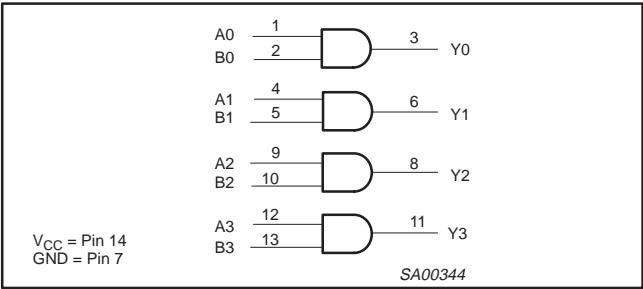 A0 1
B0 2
3 Y0
A1 4
B1 5
6 Y1
A2 9
B2 10
8 Y2
A3 12
B3 13
11 Y3
VCC = Pin 14
GND = Pin 7
SA00344